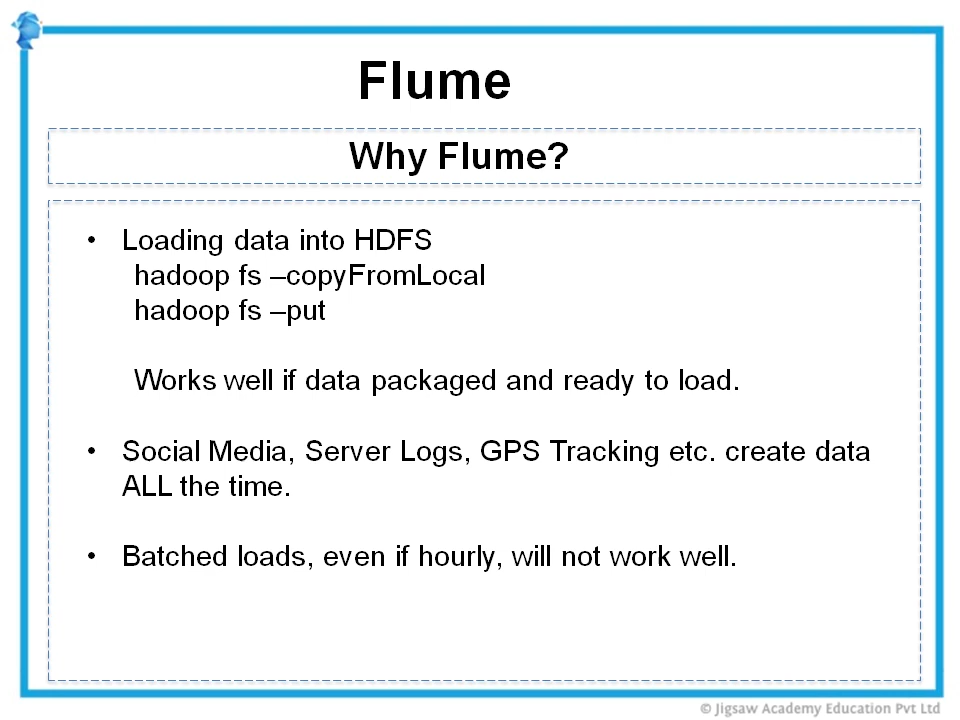 Flume
Why Flume?
• Loading data into HDFS
hadoop fs –copyFromLocal
hadoop fs –put
Works well if data packaged and ready to load.
• Social Media, Server Logs, GPS Tracking etc. create data
ALL the time.
• Batched loads, even if hourly, will not work well.
© Jigsaw Academy Education Pvt Ltd